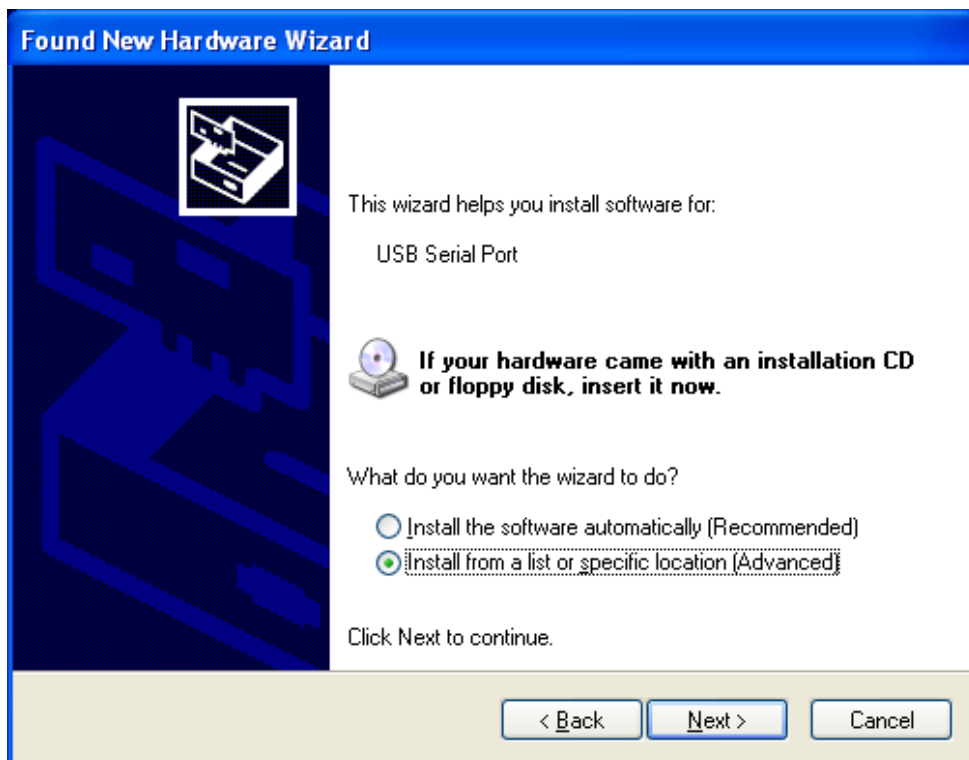 Found New Hardware Wizard
This wizard helps you install software for:
USB Serial Port
If your hardware came with an installation CD
or floppy disk, insert it now.
What do you want the wizard to do?
Install the software automatically (Recommended)
Install from a list or specific location (Advanced)
Click Next to continue.
< Back
Next >
Cancel